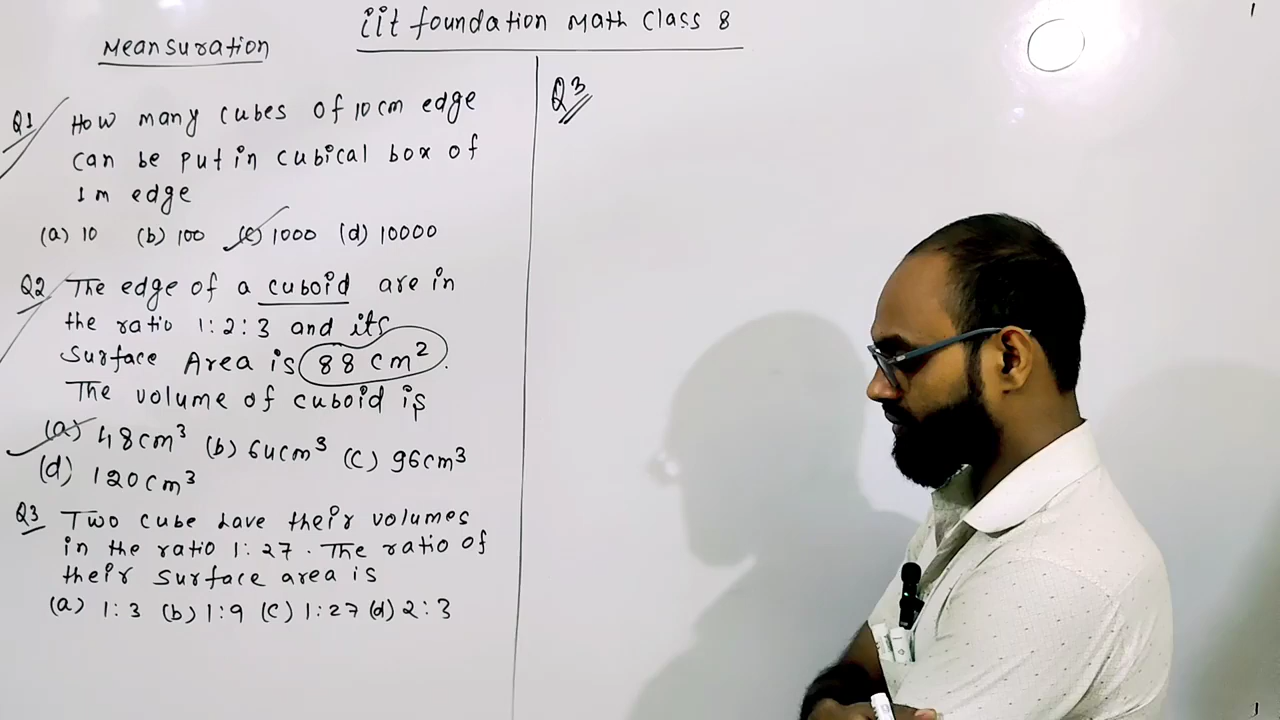 iit foundation Math Class 8
Meansuration
Q1 How many cubes of 10 cm edge
can be put in cubical box of
1 m edge
(a) 10 (b) 100 (c) 1000 (d) 10000
Q2 The edge of a cuboid are in
the ratio 1:2:3 and its
Surface Area is 88 cm².
The volume of cuboid is
(a) 48cm³ (b) 64cm³ (c) 96cm³
(d) 120cm³
Q3 Two cube have their volumes
in the ratio 1:27. The ratio of
their surface area is
(a) 1:3 (b) 1:9 (c) 1:27 (d) 2:3
Q3